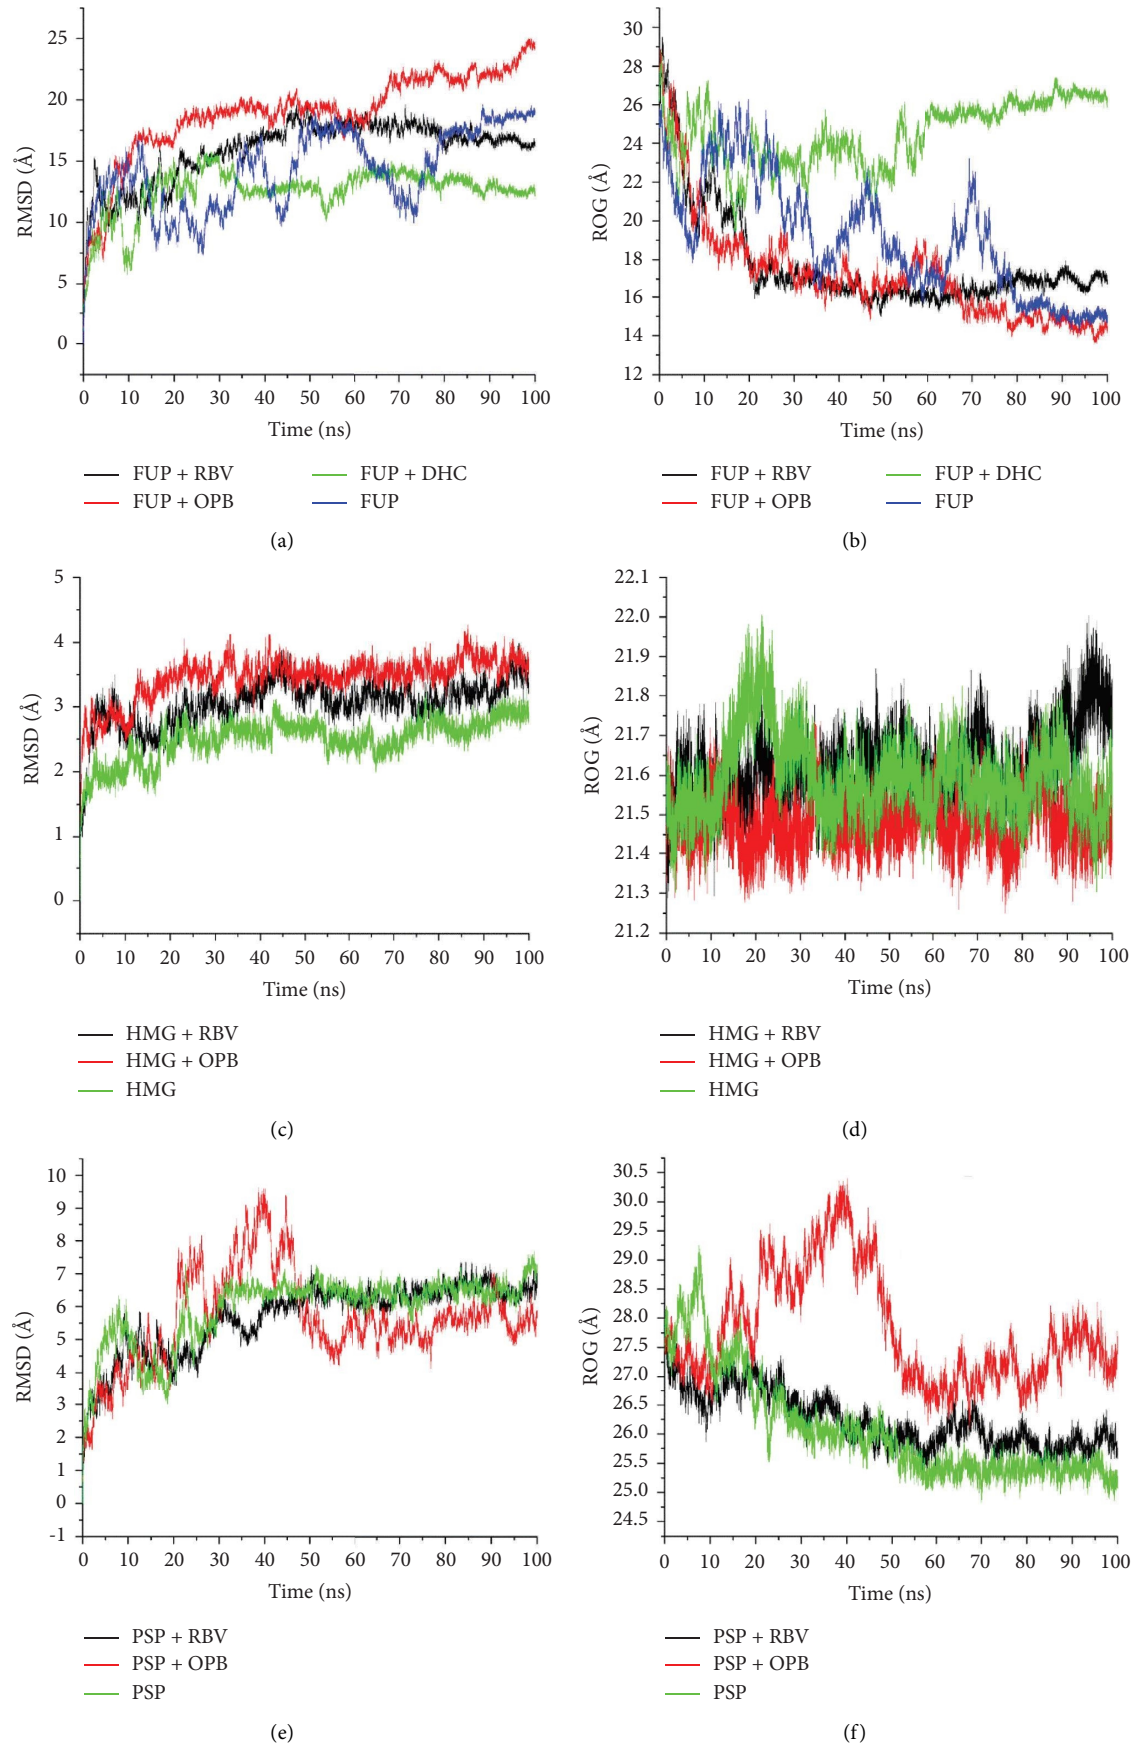 RMSD (Å)
25
20
15
10
5
0
0 10 20 30 40 50 60 70 80 90 100
Time (ns)
FUP + RBV
FUP + OPB
FUP + DHC
FUP
(a)
ROG (Å)
30
28
26
24
22
20
18
16
14
12
0 10 20 30 40 50 60 70 80 90 100
Time (ns)
FUP + RBV
FUP + OPB
FUP + DHC
FUP
(b)
RMSD (Å)
5
4
3
2
1
0
0 10 20 30 40 50 60 70 80 90 100
Time (ns)
HMG + RBV
HMG + OPB
HMG
(c)
ROG (Å)
22.1
22.0
21.9
21.8
21.7
21.6
21.5
21.4
21.3
21.2
0 10 20 30 40 50 60 70 80 90 100
Time (ns)
HMG + RBV
HMG + OPB
HMG
(d)
RMSD (Å)
10
9
8
7
6
5
4
3
2
1
0
-1
0 10 20 30 40 50 60 70 80 90 100
Time (ns)
PSP + RBV
PSP + OPB
PSP
(e)
ROG (Å)
30.5
30.0
29.5
29.0
28.5
28.0
27.5
27.0
26.5
26.0
25.5
25.0
24.5
0 10 20 30 40 50 60 70 80 90 100
Time (ns)
PSP + RBV
PSP + OPB
PSP
(f)